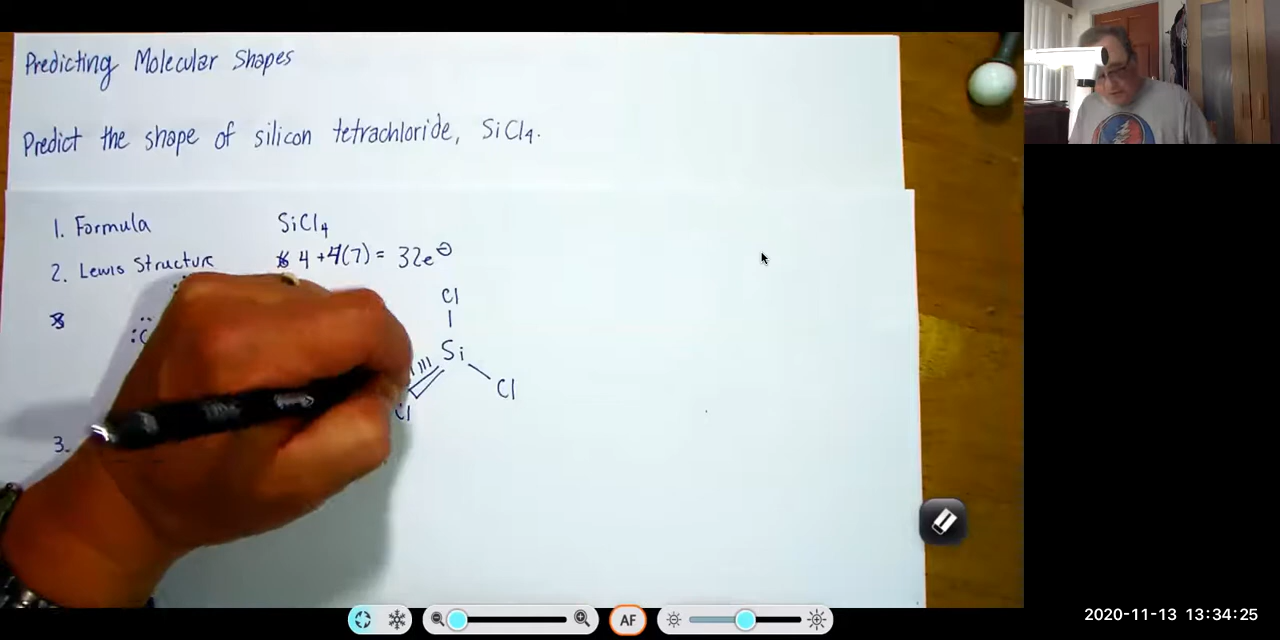 Predicting Molecular Shapes
Predict the shape of silicon tetrachloride, SiCl4.
1. Formula SiCl4
2. Lewis Structure 4 + 4(7) = 32e⊖
Cl
Si
Cl
Cl
3.
AF
2020-11-13 13:34:25